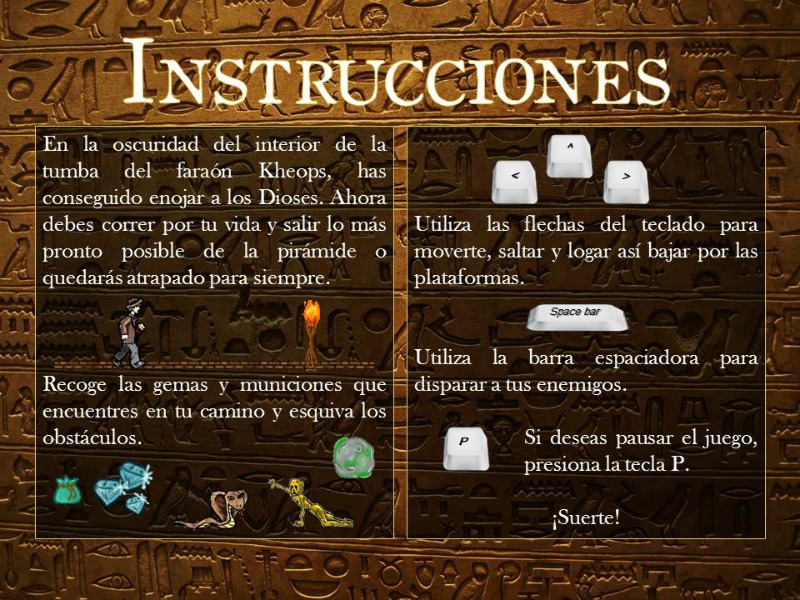 INSTRUCCIONES
En la oscuridad del interior de la
tumba del faraón Kheops, has
conseguido enojar a los Dioses. Ahora
debes correr por tu vida y salir lo más
pronto posible de la pirámide o
quedarás atrapado para siempre.
Recoge las gemas y municiones que
encuentres en tu camino y esquiva los
obstáculos.
^
< >
Utiliza las flechas del teclado para
moverte, saltar y logar así bajar por las
plataformas.
Space bar
Utiliza la barra espaciadora para
disparar a tus enemigos.
P
Si deseas pausar el juego,
presiona la tecla P.
¡Suerte!